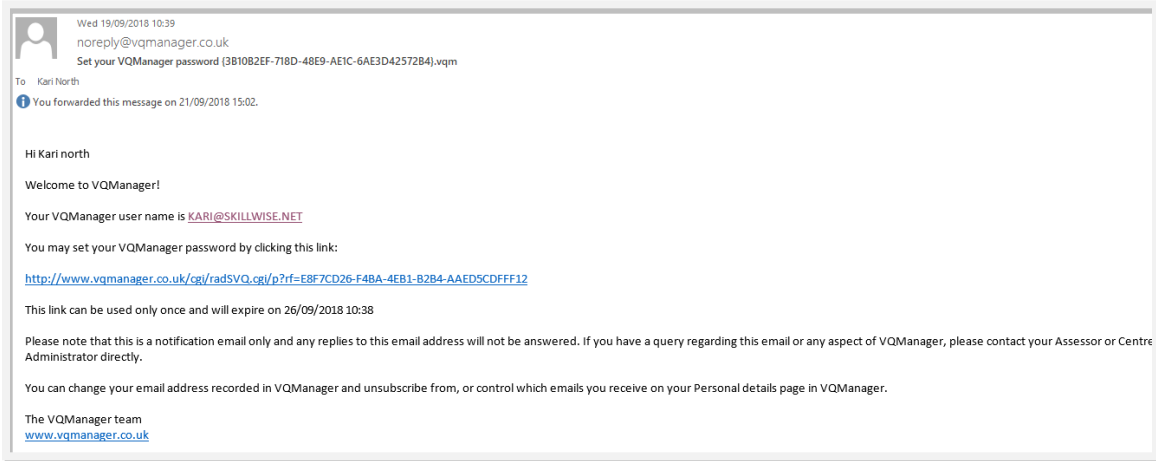 Wed 19/09/2018 10:39
noreply@vqmanager.co.uk
Set your VQManager password (3B10B2EF-718D-48E9-AE1C-6AE3D42572B4).vqm
To Kari North
You forwarded this message on 21/09/2018 15:02.
Hi Kari north
Welcome to VQManager!
Your VQManager user name is KARI@SKILLWISE.NET
You may set your VQManager password by clicking this link:
http://www.vqmanager.co.uk/cgi/radSVQ.cgi/p?rf=E8F7CD26-F4BA-4EB1-B2B4-AAED5CDFFF12
This link can be used only once and will expire on 26/09/2018 10:38
Please note that this is a notification email only and any replies to this email address will not be answered. If you have a query regarding this email or any aspect of VQManager, please contact your Assessor or Centre
Administrator directly.
You can change your email address recorded in VQManager and unsubscribe from, or control which emails you receive on your Personal details page in VQManager.
The VQManager team
www.vqmanager.co.uk